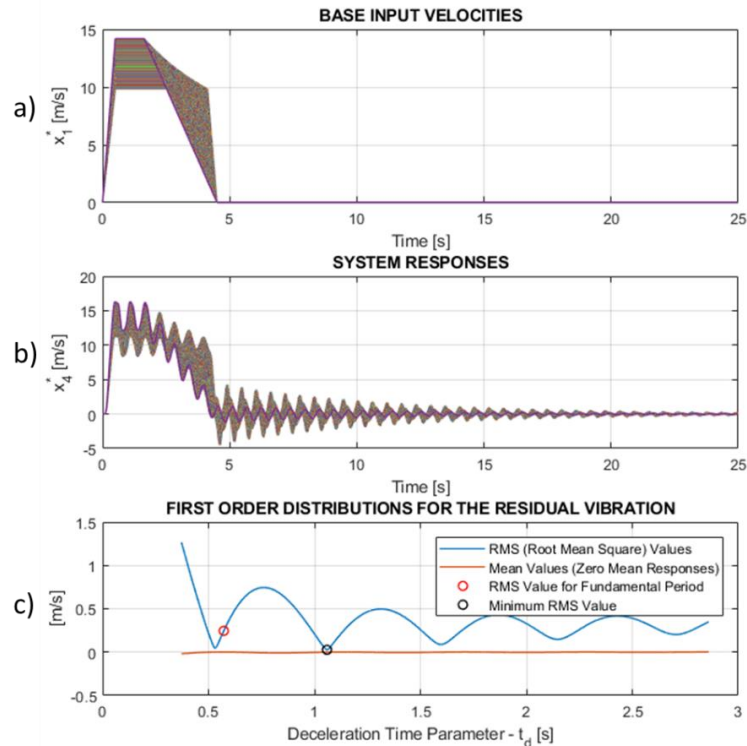 BASE INPUT VELOCITIES
a)
x₁* [m/s]
15
10
5
0
0 5 10 15 20 25
Time [s]
SYSTEM RESPONSES
b)
x₄* [m/s]
20
15
10
5
0
-5
0 5 10 15 20 25
Time [s]
FIRST ORDER DISTRIBUTIONS FOR THE RESIDUAL VIBRATION
c)
[m/s]
1.5
1
0.5
0
-0.5
RMS (Root Mean Square) Values
Mean Values (Zero Mean Responses)
RMS Value for Fundamental Period
Minimum RMS Value
0 0.5 1 1.5 2 2.5 3
Deceleration Time Parameter - t_d [s]